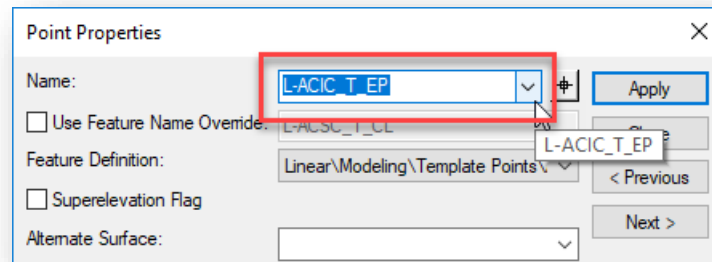 Point Properties
Name:
L-ACIC_T_EP
Apply
Use Feature Name Override:
L-ACSC_T_CL
L-ACIC_T_EP
Feature Definition:
Linear\Modeling\Template Points\
< Previous
Superelevation Flag
Next >
Alternate Surface: